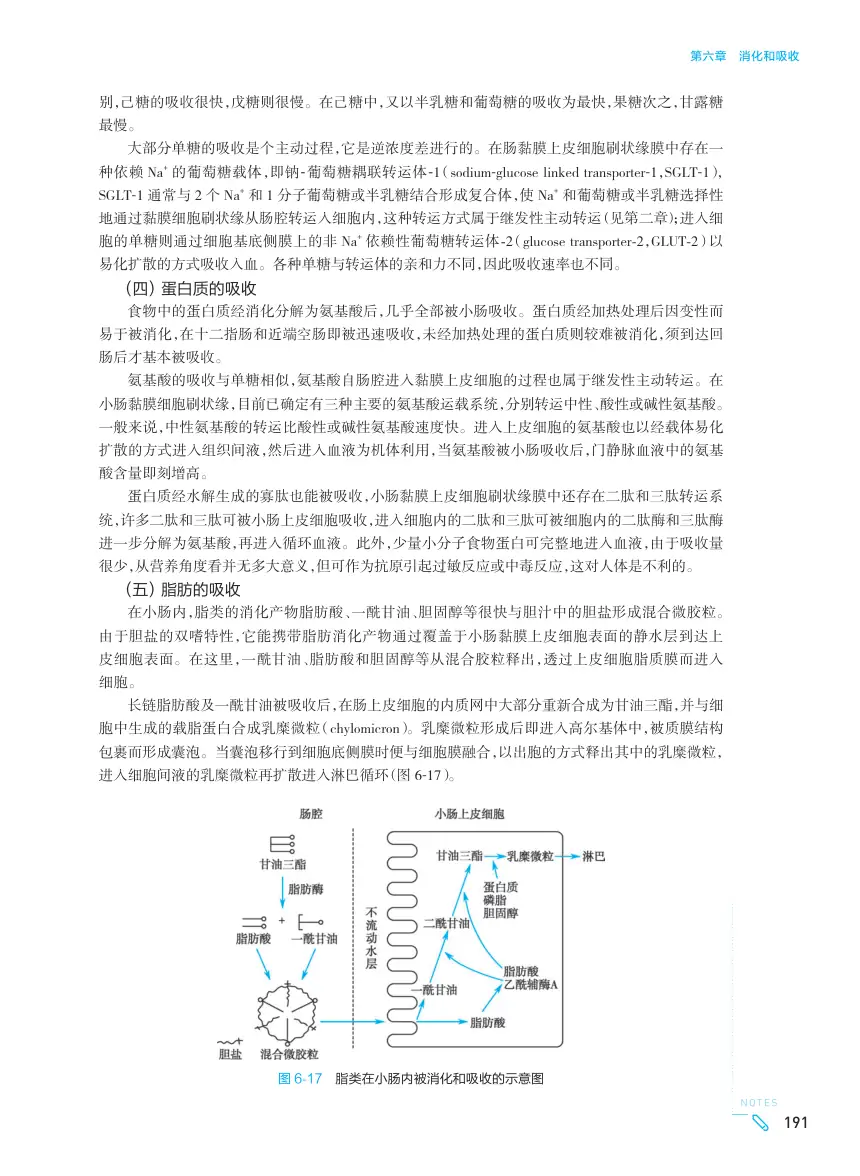 第六章 消化和吸收
别,己糖的吸收很快,戊糖则很慢。在己糖中,又以半乳糖和葡萄糖的吸收为最快,果糖次之,甘露糖
最慢。
大部分单糖的吸收是个主动过程,它是逆浓度差进行的。在肠黏膜上皮细胞刷状缘膜中存在一
种依赖 Na⁺ 的葡萄糖载体,即钠-葡萄糖耦联转运体-1(sodium-glucose linked transporter-1,SGLT-1),
SGLT-1 通常与 2 个 Na⁺ 和 1 分子葡萄糖或半乳糖结合形成复合体,使 Na⁺ 和葡萄糖或半乳糖选择性
地通过黏膜细胞刷状缘从肠腔转运入细胞内,这种转运方式属于继发性主动转运(见第二章);进入细
胞的单糖则通过细胞基底侧膜上的非 Na⁺ 依赖性葡萄糖转运体-2(glucose transporter-2,GLUT-2)以
易化扩散的方式吸收入血。各种单糖与转运体的亲和力不同,因此吸收速率也不同。
(四)蛋白质的吸收
食物中的蛋白质经消化分解为氨基酸后,几乎全部被小肠吸收。蛋白质经加热处理后因变性而
易于被消化,在十二指肠和近端空肠即被迅速吸收,未经加热处理的蛋白质则较难被消化,须到达回
肠后才基本被吸收。
氨基酸的吸收与单糖相似,氨基酸自肠腔进入黏膜上皮细胞的过程也属于继发性主动转运。在
小肠黏膜细胞刷状缘,目前已确定有三种主要的氨基酸运载系统,分别转运中性、酸性或碱性氨基酸。
一般来说,中性氨基酸的转运比酸性或碱性氨基酸速度快。进入上皮细胞的氨基酸也以经载体易化
扩散的方式进入组织间液,然后进入血液为机体利用,当氨基酸被小肠吸收后,门静脉血液中的氨基
酸含量即刻增高。
蛋白质经水解生成的寡肽也能被吸收,小肠黏膜上皮细胞刷状缘膜中还存在二肽和三肽转运系
统,许多二肽和三肽可被小肠上皮细胞吸收,进入细胞内的二肽和三肽可被细胞内的二肽酶和三肽酶
进一步分解为氨基酸,再进入循环血液。此外,少量小分子食物蛋白可完整地进入血液,由于吸收量
很少,从营养角度看并无多大意义,但可作为抗原引起过敏反应或中毒反应,这对人体是不利的。
(五)脂肪的吸收
在小肠内,脂类的消化产物脂肪酸、一酰甘油、胆固醇等很快与胆汁中的胆盐形成混合微胶粒。
由于胆盐的双嗜特性,它能携带脂肪消化产物通过覆盖于小肠黏膜上皮细胞表面的静水层到达上
皮细胞表面。在这里,一酰甘油、脂肪酸和胆固醇等从混合胶粒释出,透过上皮细胞脂质膜而进入
细胞。
长链脂肪酸及一酰甘油被吸收后,在肠上皮细胞的内质网中大部分重新合成为甘油三酯,并与细
胞中生成的载脂蛋白合成乳糜微粒(chylomicron)。乳糜微粒形成后即进入高尔基体中,被质膜结构
包裹而形成囊泡。当囊泡移行到细胞底侧膜时便与细胞膜融合,以出胞的方式释出其中的乳糜微粒,
进入细胞间液的乳糜微粒再扩散进入淋巴循环(图 6-17)。
肠腔
小肠上皮细胞
甘油三酯
脂肪酶
+
脂肪酸
一酰甘油
胆盐
混合微胶粒
不流动水层
甘油三酯
乳糜微粒
淋巴
蛋白质
磷脂
胆固醇
二酰甘油
脂肪酸
乙酰辅酶A
一酰甘油
脂肪酸
图 6-17 脂类在小肠内被消化和吸收的示意图
NOTES
191